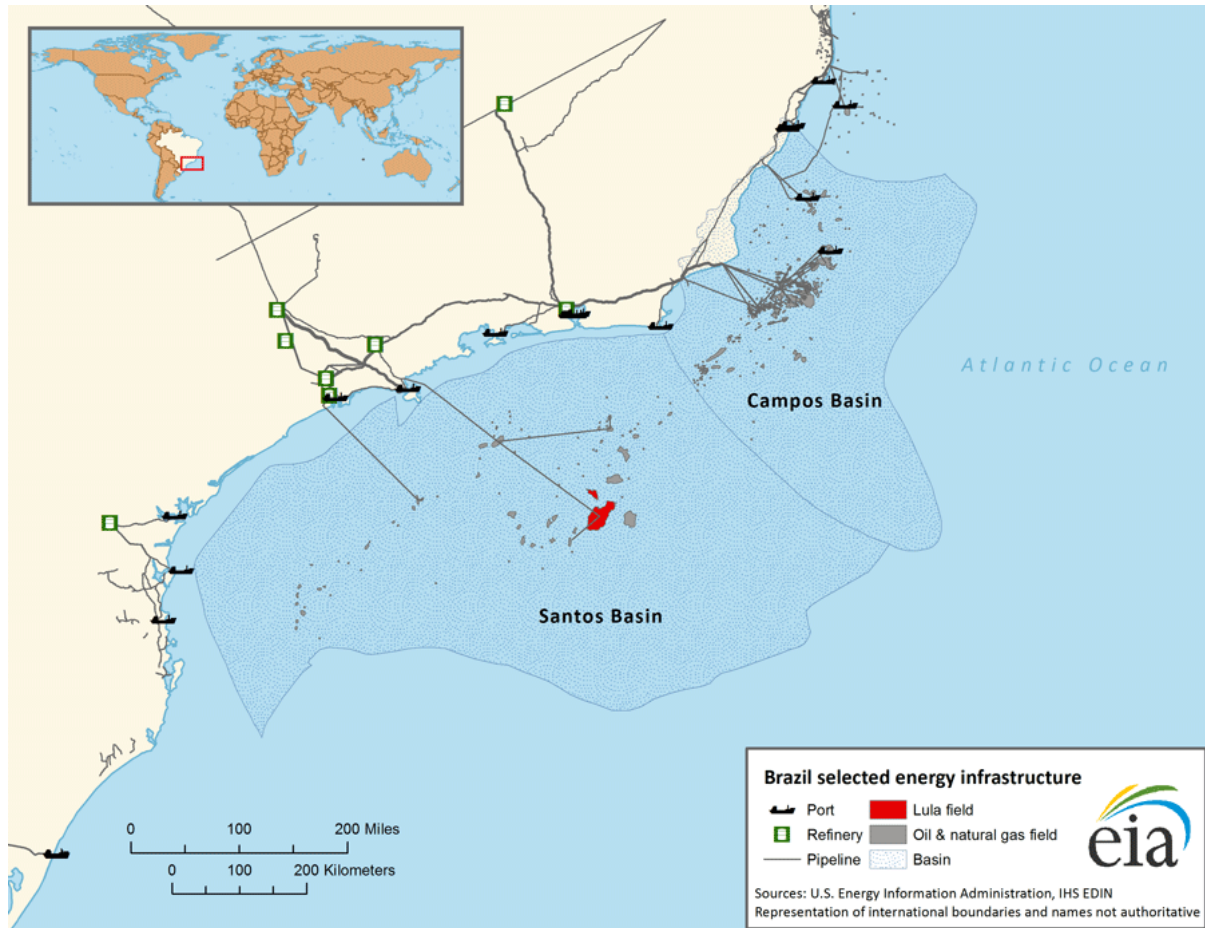 Atlantic Ocean
Campos Basin
Santos Basin
0 100 200 Miles
0 100 200 Kilometers
Brazil selected energy infrastructure
Port
Lula field
Refinery
Oil & natural gas field
Pipeline
Basin
eia
Sources: U.S. Energy Information Administration, IHS EDIN
Representation of international boundaries and names not authoritative